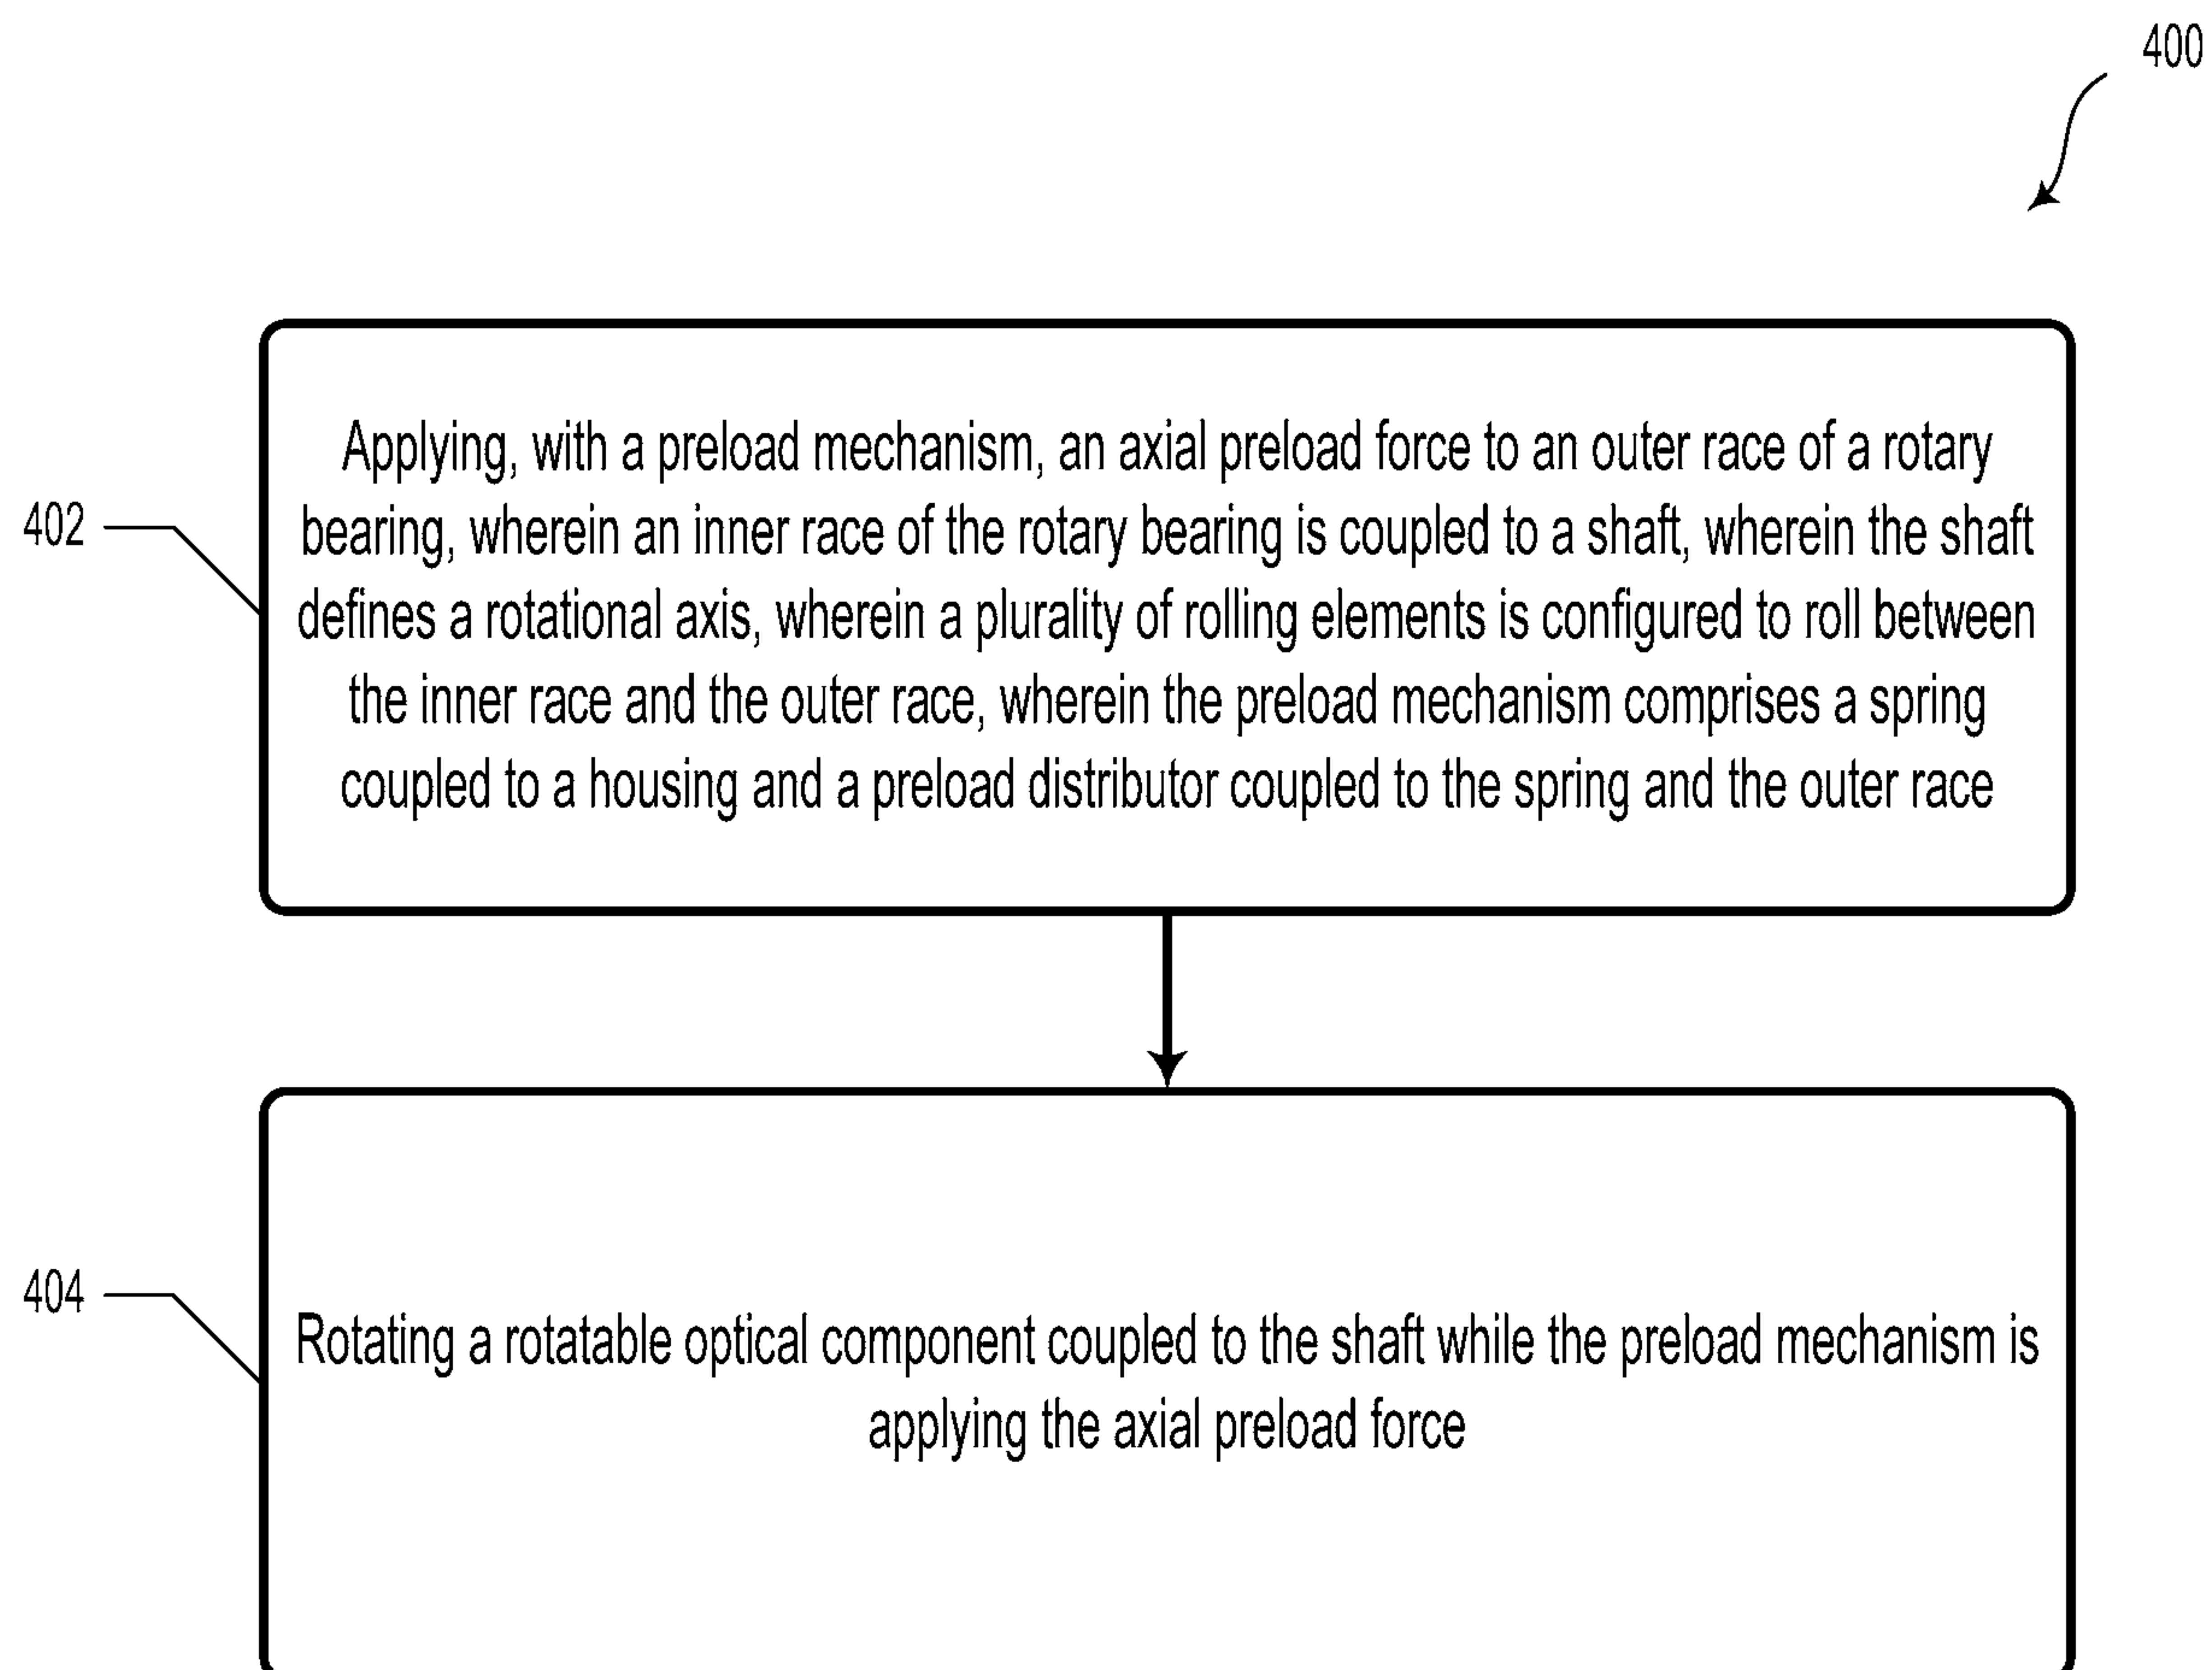 400
Applying, with a preload mechanism, an axial preload force to an outer race of a rotary
bearing, wherein an inner race of the rotary bearing is coupled to a shaft, wherein the shaft
defines a rotational axis, wherein a plurality of rolling elements is configured to roll between
the inner race and the outer race, wherein the preload mechanism comprises a spring
coupled to a housing and a preload distributor coupled to the spring and the outer race
402
Rotating a rotatable optical component coupled to the shaft while the preload mechanism is
applying the axial preload force
404